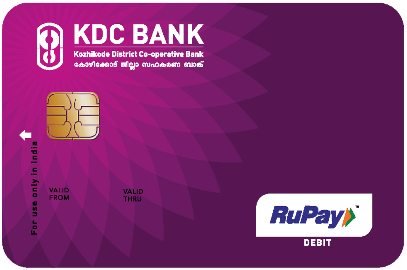 KDC BANK
Kozhikode District Co-operative Bank
കോഴിക്കോട് ജില്ലാ സഹകരണ ബാങ്ക്
For use only in India
VALID FROM
VALID THRU
RuPay
DEBIT